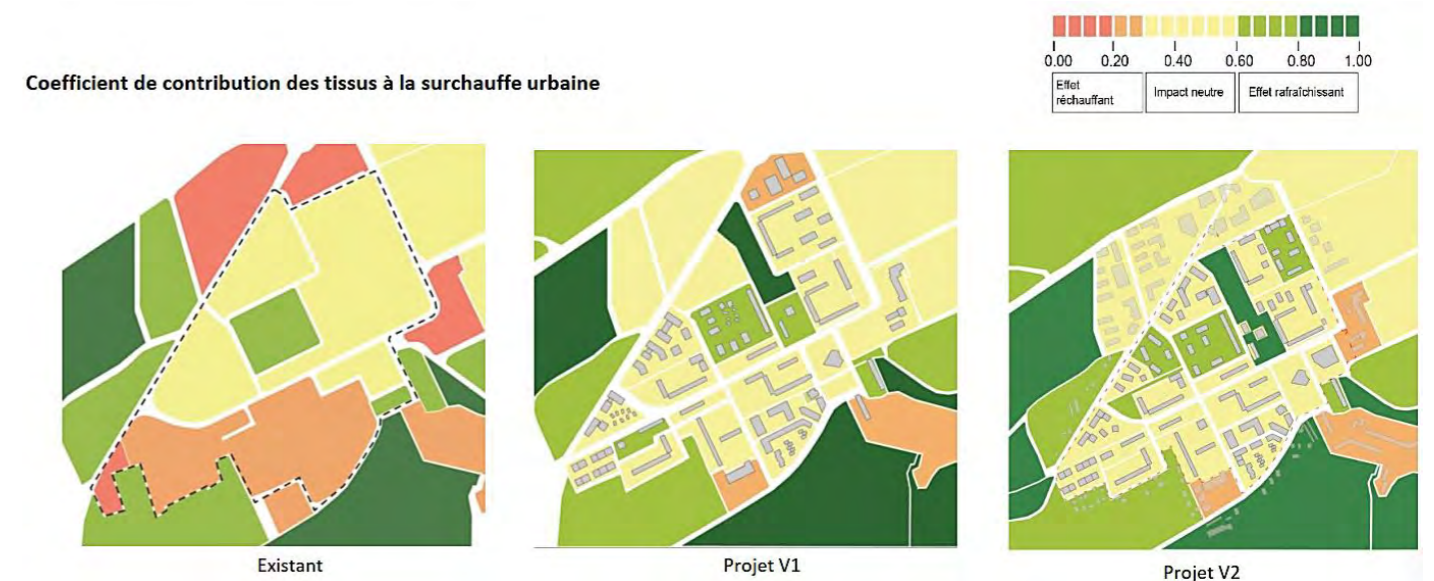 0.00 0.20 0.40 0.60 0.80 1.00
Effet
réchauffant
Impact neutre
Effet rafraîchissant
Coefficient de contribution des tissus à la surchauffe urbaine
Existant
Projet V1
Projet V2